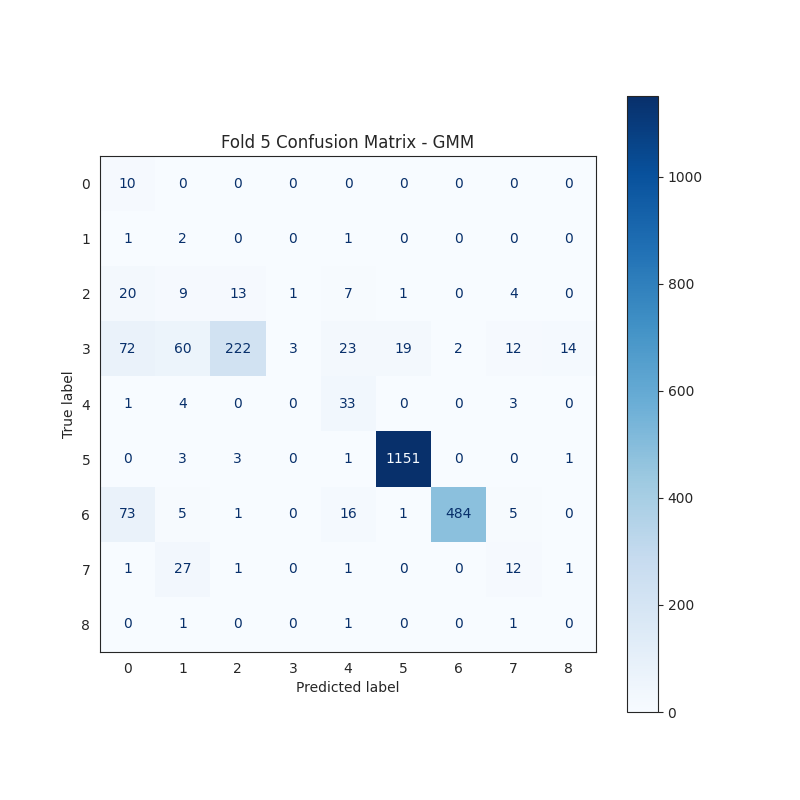 Fold 5 Confusion Matrix - GMM
0 10 0 0 0 0 0 0 0 0
1 1 2 0 0 1 0 0 0 0
2 20 9 13 1 7 1 0 4 0
3 72 60 222 3 23 19 2 12 14
4 1 4 0 0 33 0 0 3 0
5 0 3 3 0 1 1151 0 0 1
6 73 5 1 0 16 1 484 5 0
7 1 27 1 0 1 0 0 12 1
8 0 1 0 0 1 0 0 1 0
0 1 2 3 4 5 6 7 8
Predicted label
True label
1000
800
600
400
200
0